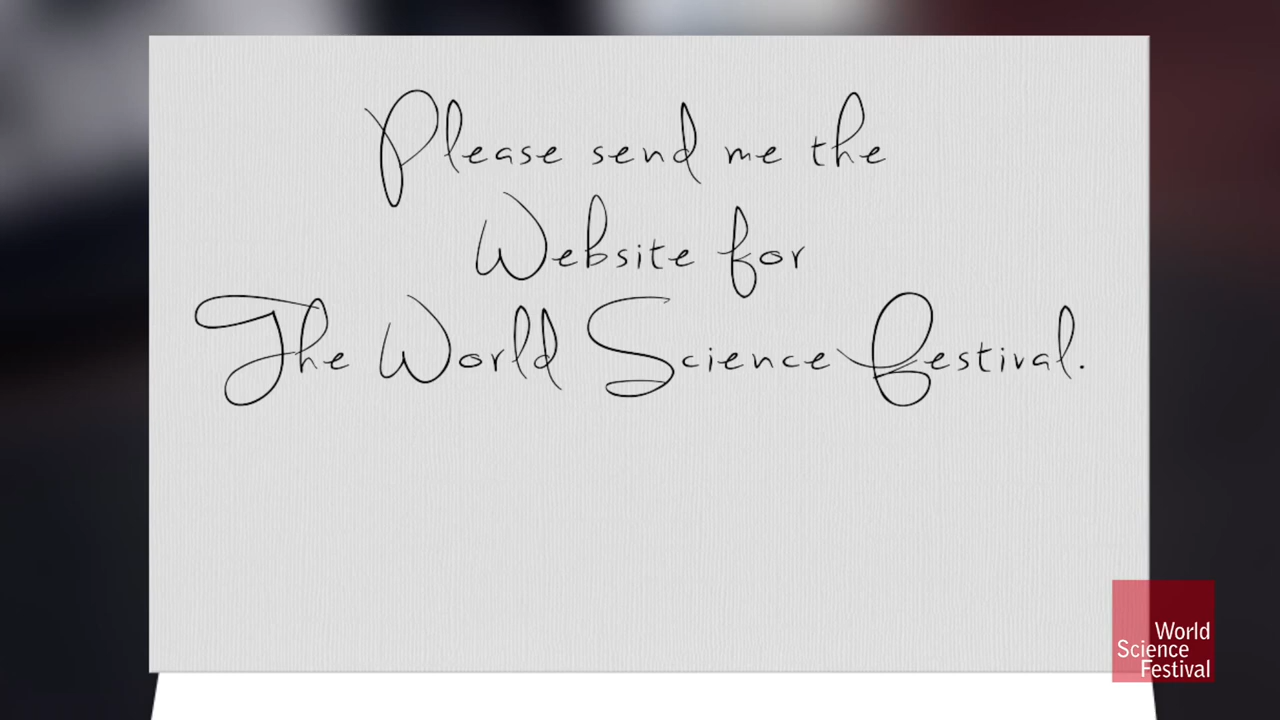 Please send me the
Website for
The World Science Festival.
World
Science
Festival